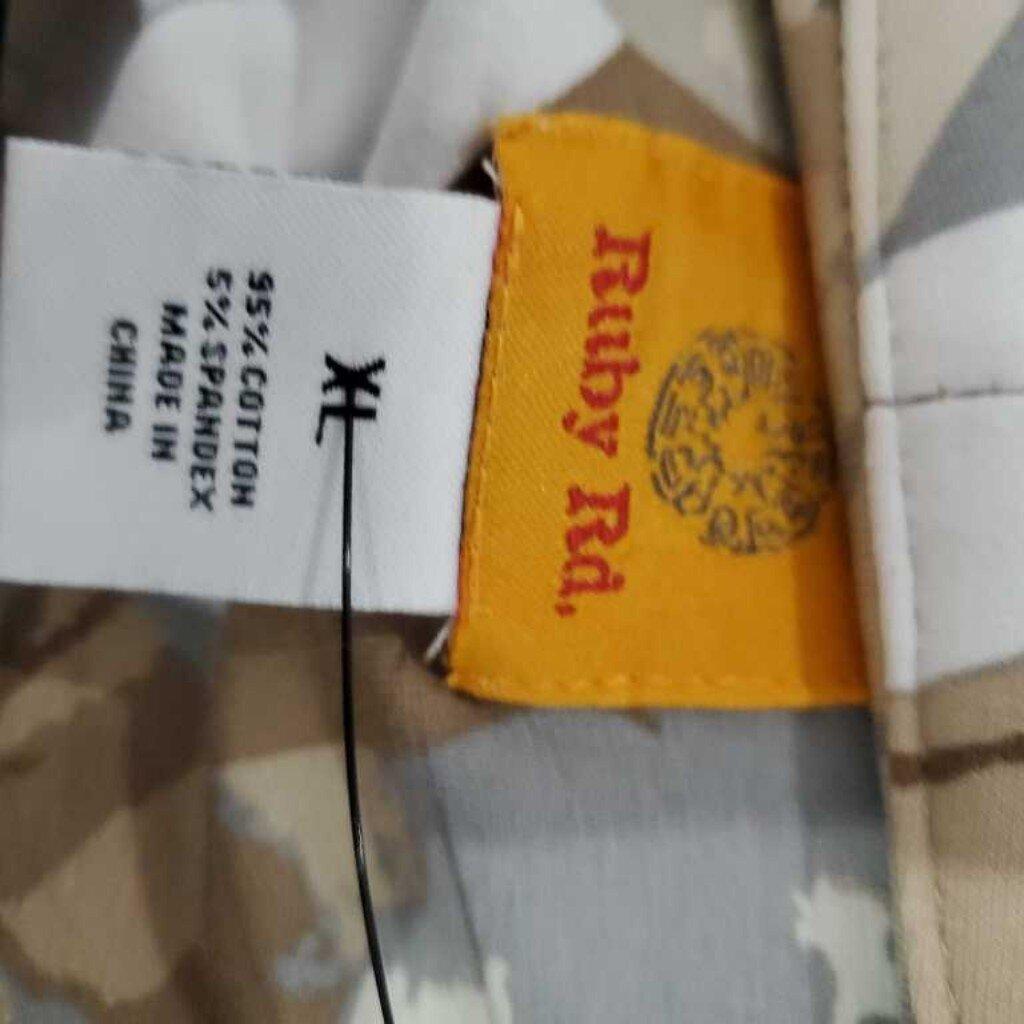 Ruby Rd.
XL
95% COTTON
5% SPANDEX
MADE IN
CHINA